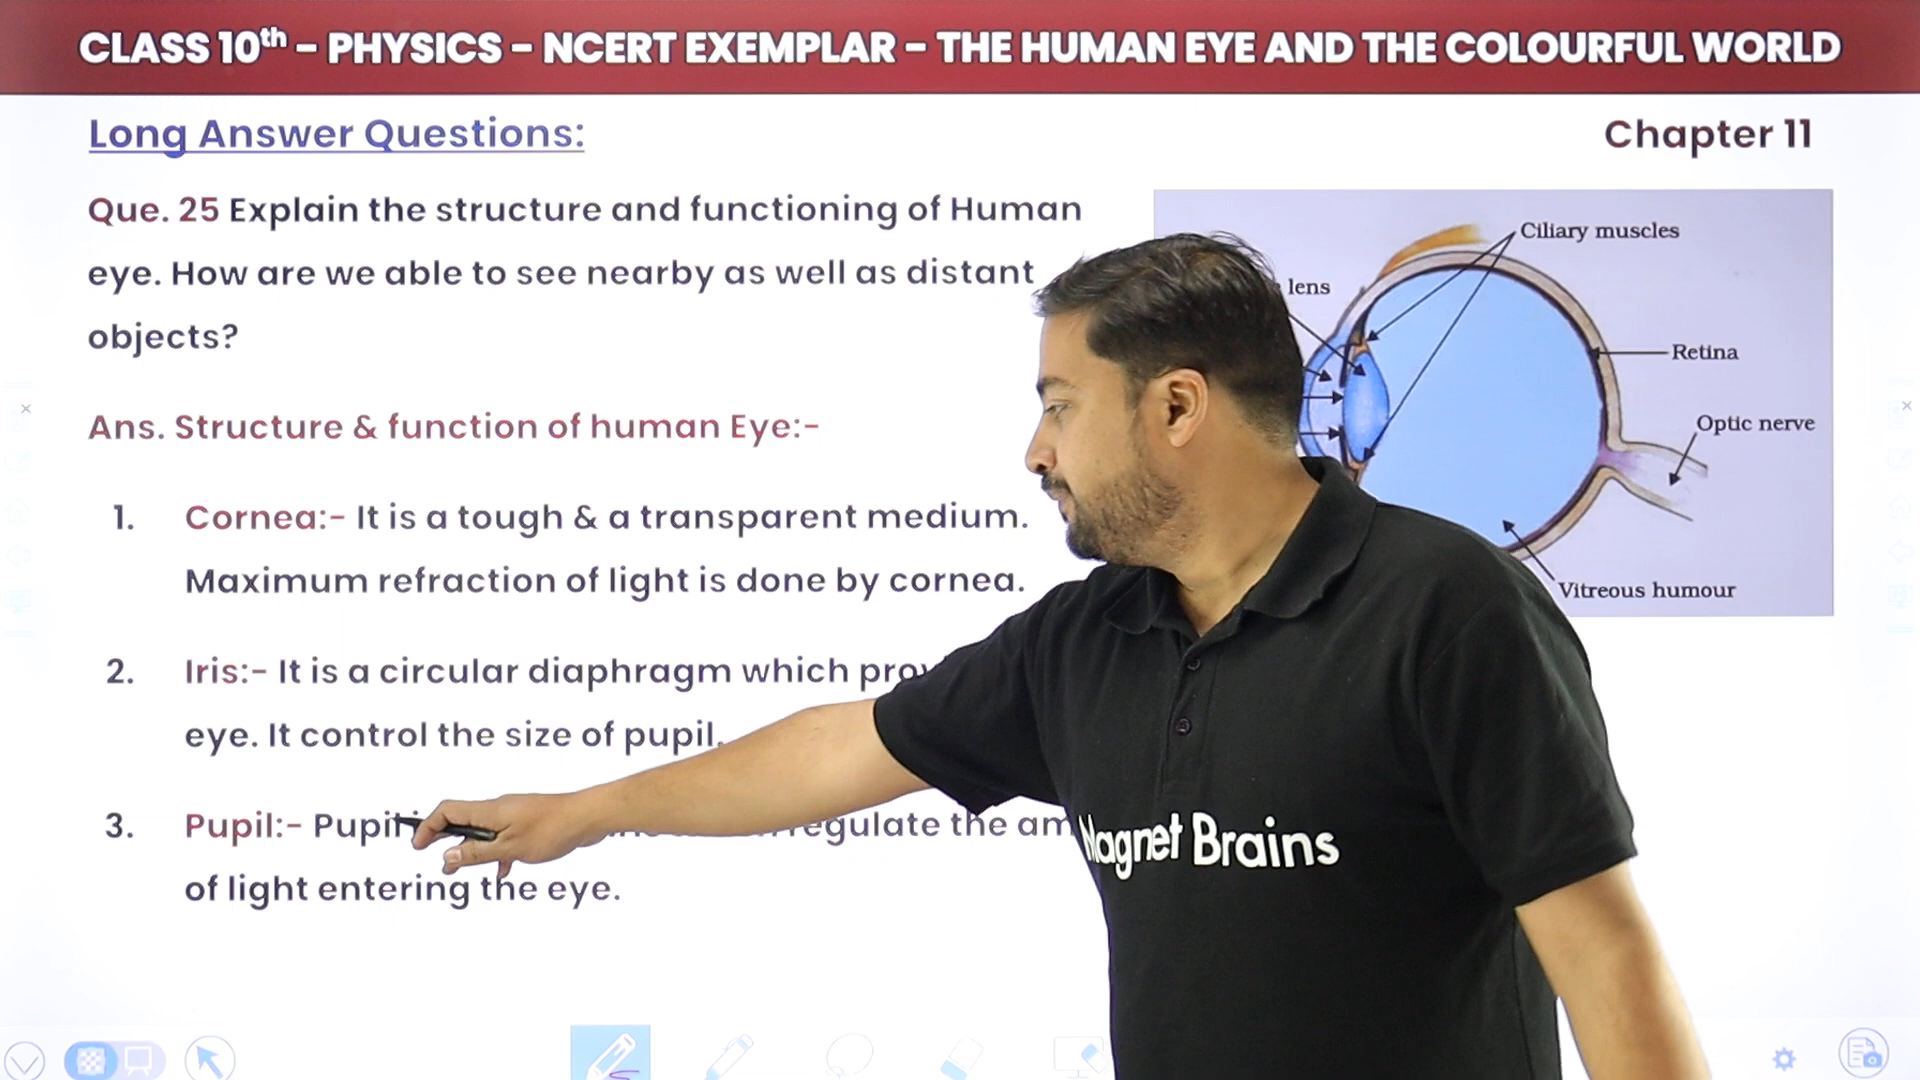 CLASS 10th – PHYSICS – NCERT EXEMPLAR – THE HUMAN EYE AND THE COLOURFUL WORLD
Long Answer Questions:
Chapter 11
Que. 25 Explain the structure and functioning of Human
eye. How are we able to see nearby as well as distant
objects?
Ciliary muscles
lens
Retina
Optic nerve
Vitreous humour
Ans. Structure & function of human Eye:-
1. Cornea:- It is a tough & a transparent medium.
Maximum refraction of light is done by cornea.
2. Iris:- It is a circular diaphragm which
eye. It control the size of pupil.
3. Pupil:- Pupil regulate the
of light entering the eye.
Magnet Brains